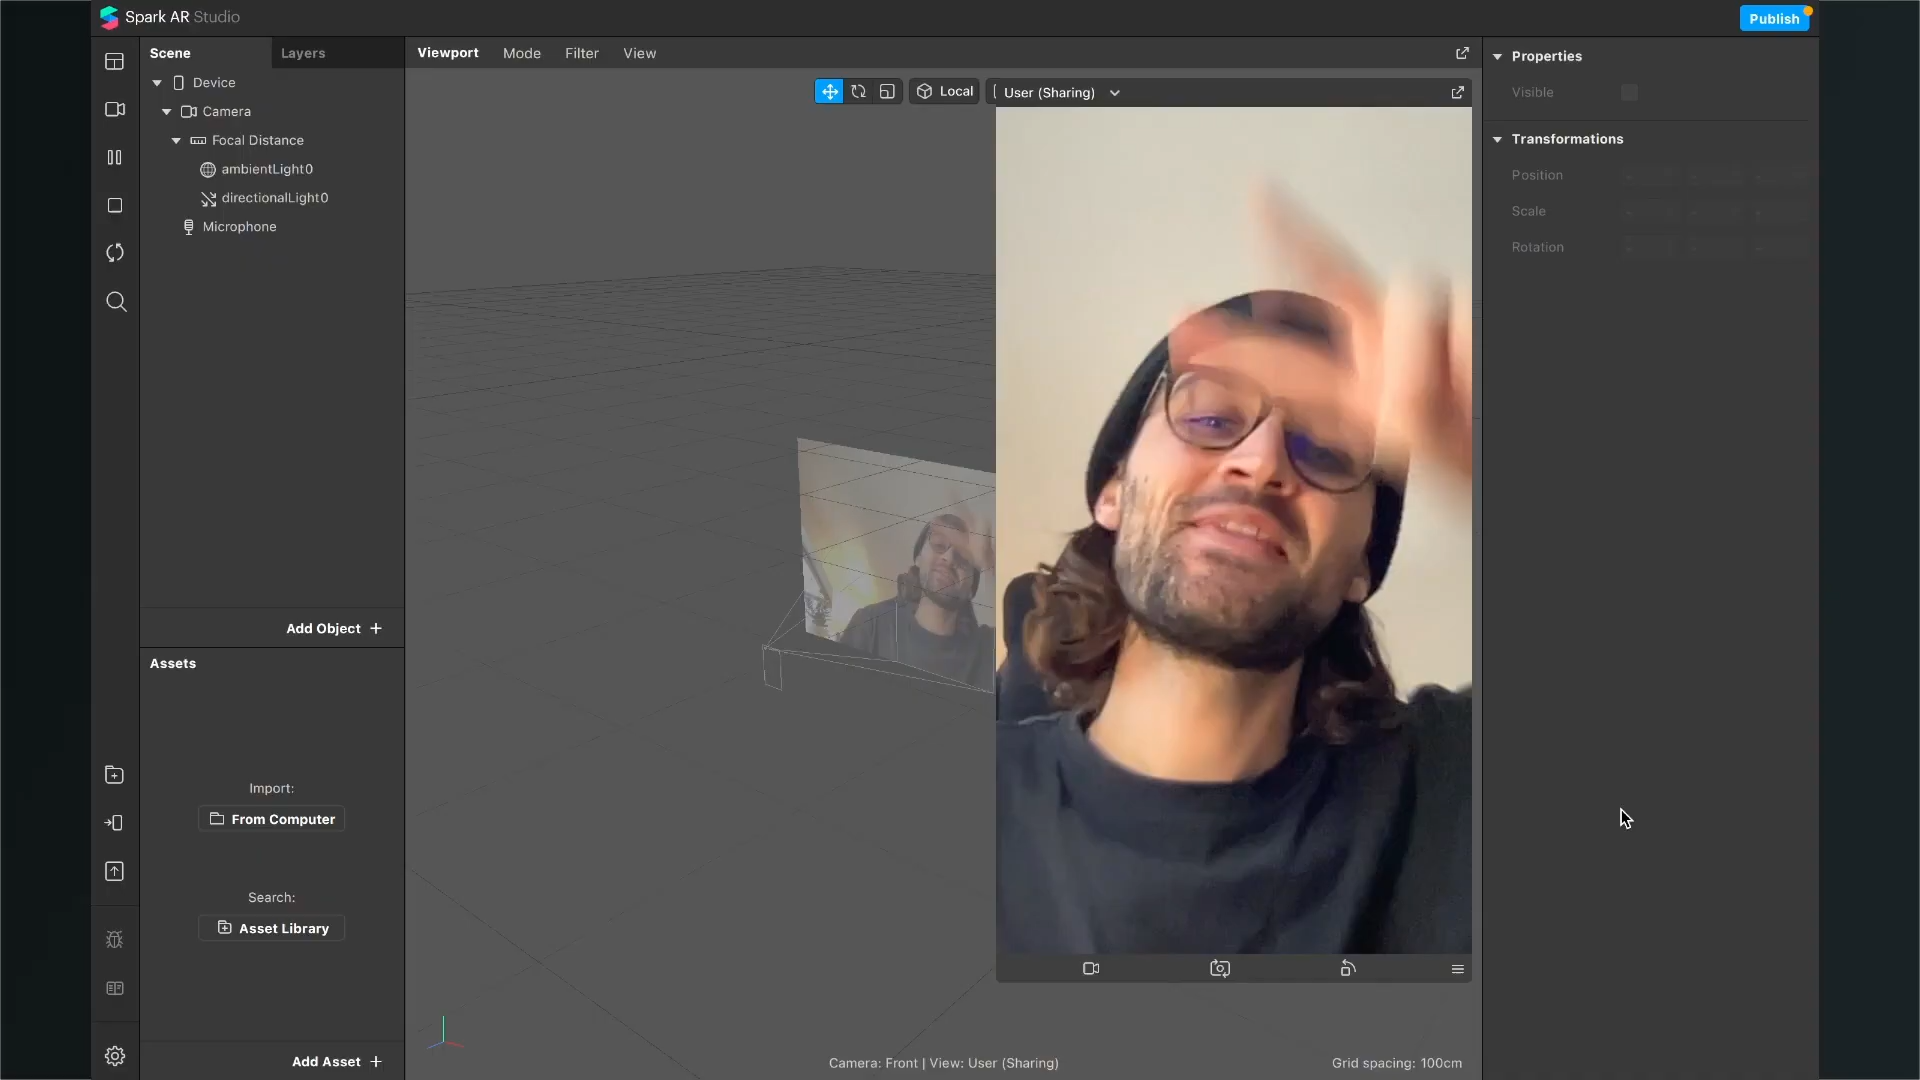 Spark AR Studio
Publish
Scene
Layers
Device
Camera
Focal Distance
ambientLight0
directionalLight0
Microphone
Add Object +
Assets
Import:
From Computer
Search:
Asset Library
Add Asset +
Viewport
Mode
Filter
View
Local
User (Sharing)
Camera: Front | View: User (Sharing)
Grid spacing: 100cm
Properties
Visible
Transformations
Position
Scale
Rotation